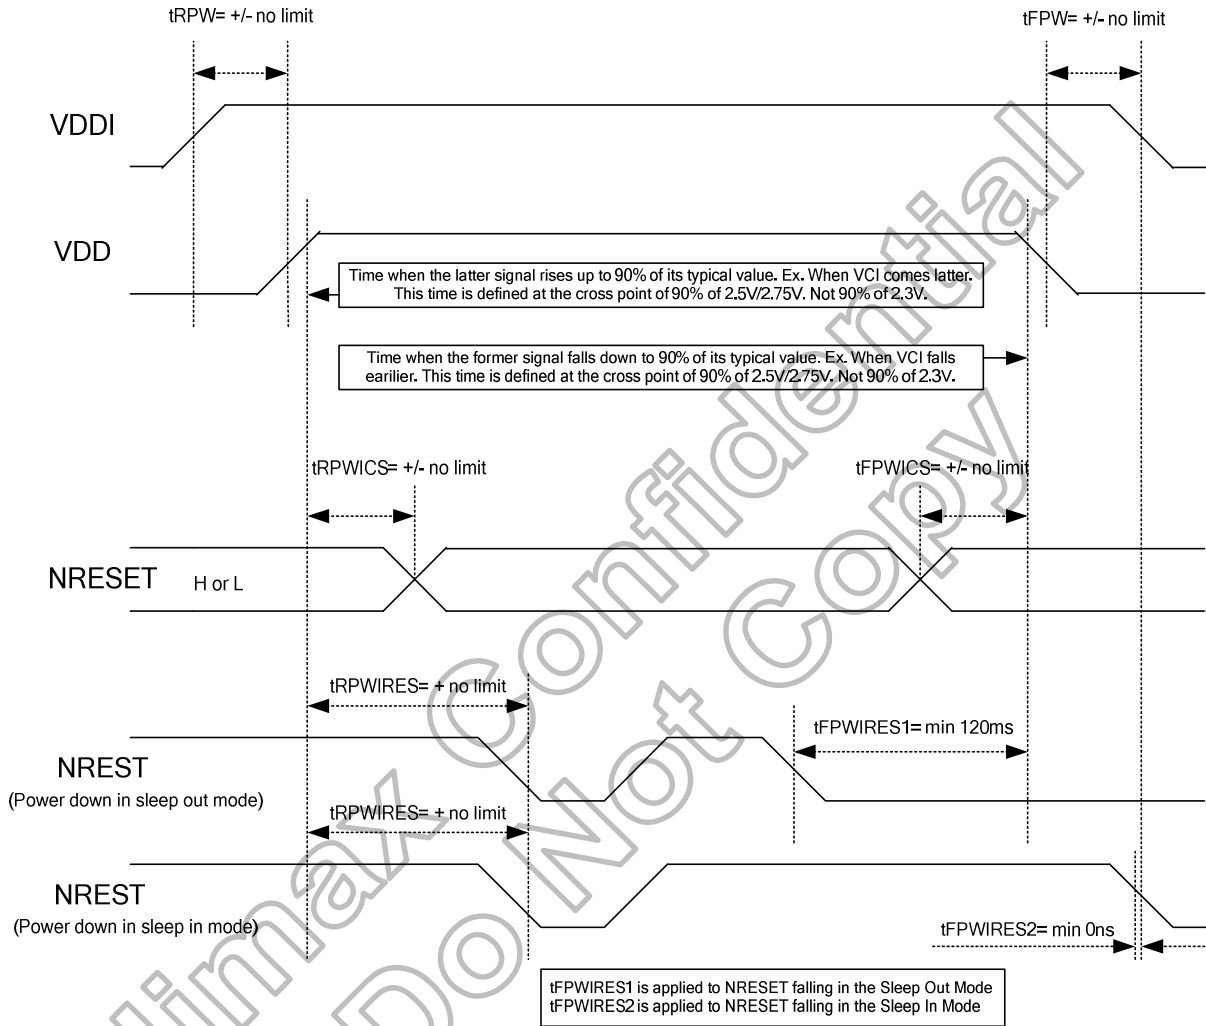 tRPW= +/- no limit
tFPW= +/- no limit
VDDI
VDD
Time when the latter signal rises up to 90% of its typical value. Ex. When VCI comes latter.
This time is defined at the cross point of 90% of 2.5V/2.75V. Not 90% of 2.3V.
Time when the former signal falls down to 90% of its typical value. Ex. When VCI falls
earilier. This time is defined at the cross point of 90% of 2.5V/2.75V. Not 90% of 2.3V.
tRPWICS= +/- no limit
tFPWICS= +/- no limit
NRESET
H or L
tRPWIRES= + no limit
tFPWIRES1= min 120ms
NREST
(Power down in sleep out mode)
tRPWIRES= + no limit
NREST
(Power down in sleep in mode)
tFPWIRES2= min 0ns
tFPWIRES1 is applied to NRESET falling in the Sleep Out Mode
tFPWIRES2 is applied to NRESET falling in the Sleep In Mode
limax Confidential
Do Not Copy